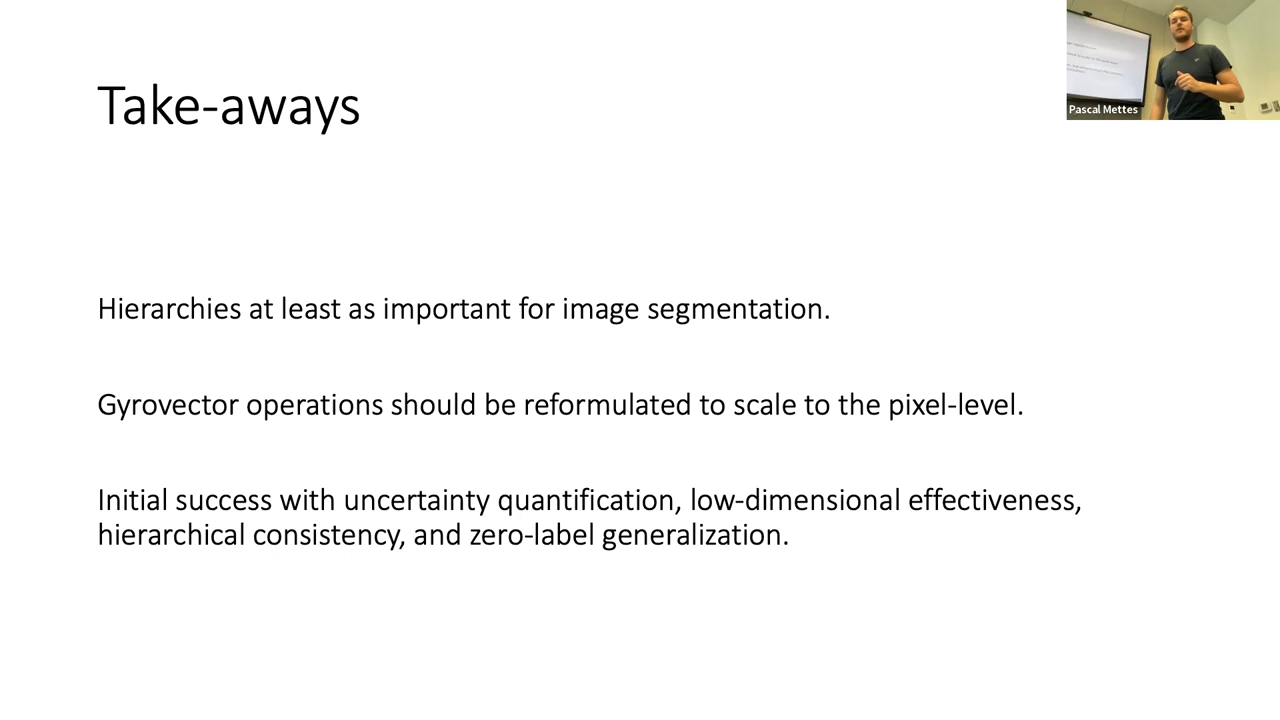 Take-aways
Pascal Mettes
Hierarchies at least as important for image segmentation.
Gyrovector operations should be reformulated to scale to the pixel-level.
Initial success with uncertainty quantification, low-dimensional effectiveness,
hierarchical consistency, and zero-label generalization.